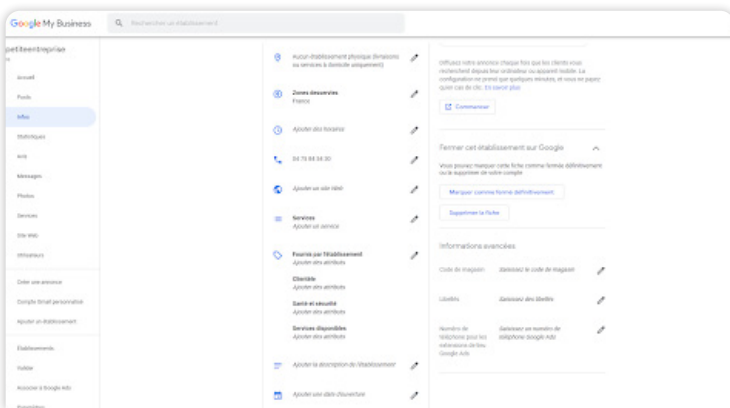 Google My Business
Rechercher un établissement
petiteentreprise
Accueil
Posts
Infos
Statistiques
Avis
Messages
Photos
Services
Site Web
Utilisateurs
Créer une annonce
Compte Gmail personnalisé
Ajouter un établissement
Établissements
Valider
Associer à Google Ads
Aucun établissement physique (livraisons
ou services à domicile uniquement)
Zones desservies
France
Ajouter des horaires
Ajouter un site Web
Services
Ajouter un service
Fournis par l'établissement
Ajouter des attributs
Clientèle
Ajouter des attributs
Santé et sécurité
Ajouter des attributs
Services disponibles
Ajouter des attributs
Ajouter la description de l'établissement
Ajouter une date d'ouverture
Diffusez votre annonce chaque fois que les clients vous
recherchent depuis leur ordinateur ou appareil mobile. La
configuration ne prend que quelques minutes, et vous ne payez
qu'en cas de clic. En savoir plus
Commencer
Fermer cet établissement sur Google
Vous pouvez marquer cette fiche comme fermée définitivement
ou la supprimer de votre compte
Marquer comme fermé définitivement
Supprimer la fiche
Informations avancées
Code de magasin Saisissez le code de magasin
Libellés Saisissez des libellés
Numéro de
téléphone pour les
extensions de lieu
Google Ads
Saisissez un numéro de
téléphone Google Ads